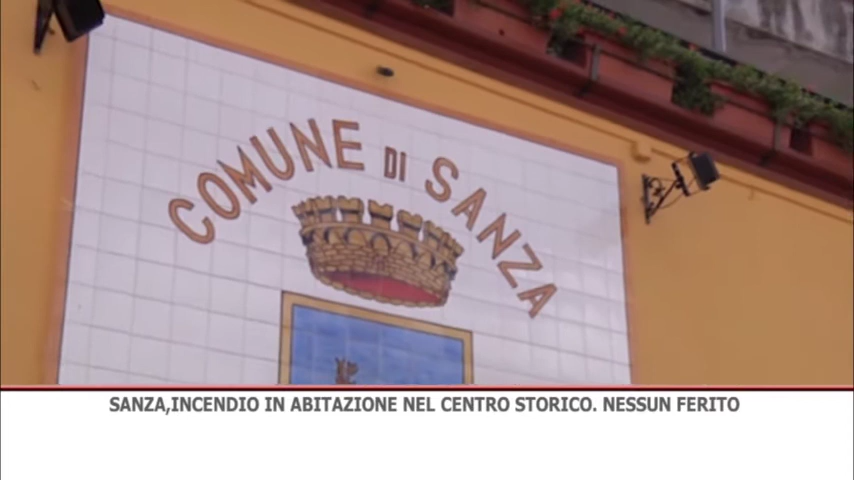 COMUNE DI SANZA
SANZA,INCENDIO IN ABITAZIONE NEL CENTRO STORICO. NESSUN FERITO